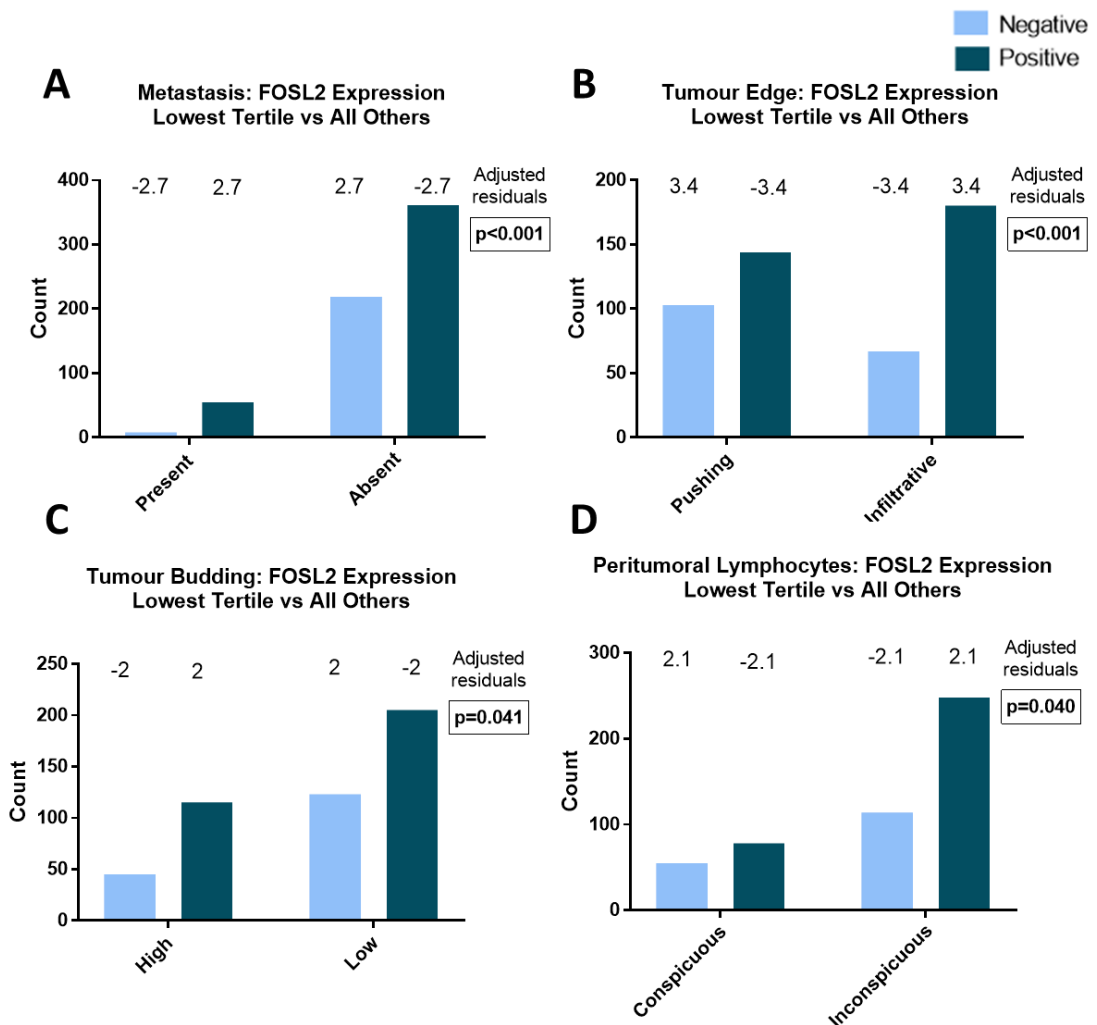 Negative
Positive
A
Metastasis: FOSL2 Expression
Lowest Tertile vs All Others
-2.7 2.7 2.7 -2.7
Adjusted
residuals
p<0.001
400
300
200
100
0
Count
Present
Absent
B
Tumour Edge: FOSL2 Expression
Lowest Tertile vs All Others
3.4 -3.4 -3.4 3.4
Adjusted
residuals
p<0.001
200
150
100
50
0
Count
Pushing
Infiltrative
C
Tumour Budding: FOSL2 Expression
Lowest Tertile vs All Others
-2 2 2 -2
Adjusted
residuals
p=0.041
250
200
150
100
50
0
Count
High
Low
D
Peritumoral Lymphocytes: FOSL2 Expression
Lowest Tertile vs All Others
2.1 -2.1 -2.1 2.1
Adjusted
residuals
p=0.040
300
200
100
0
Count
Conspicuous
Inconspicuous